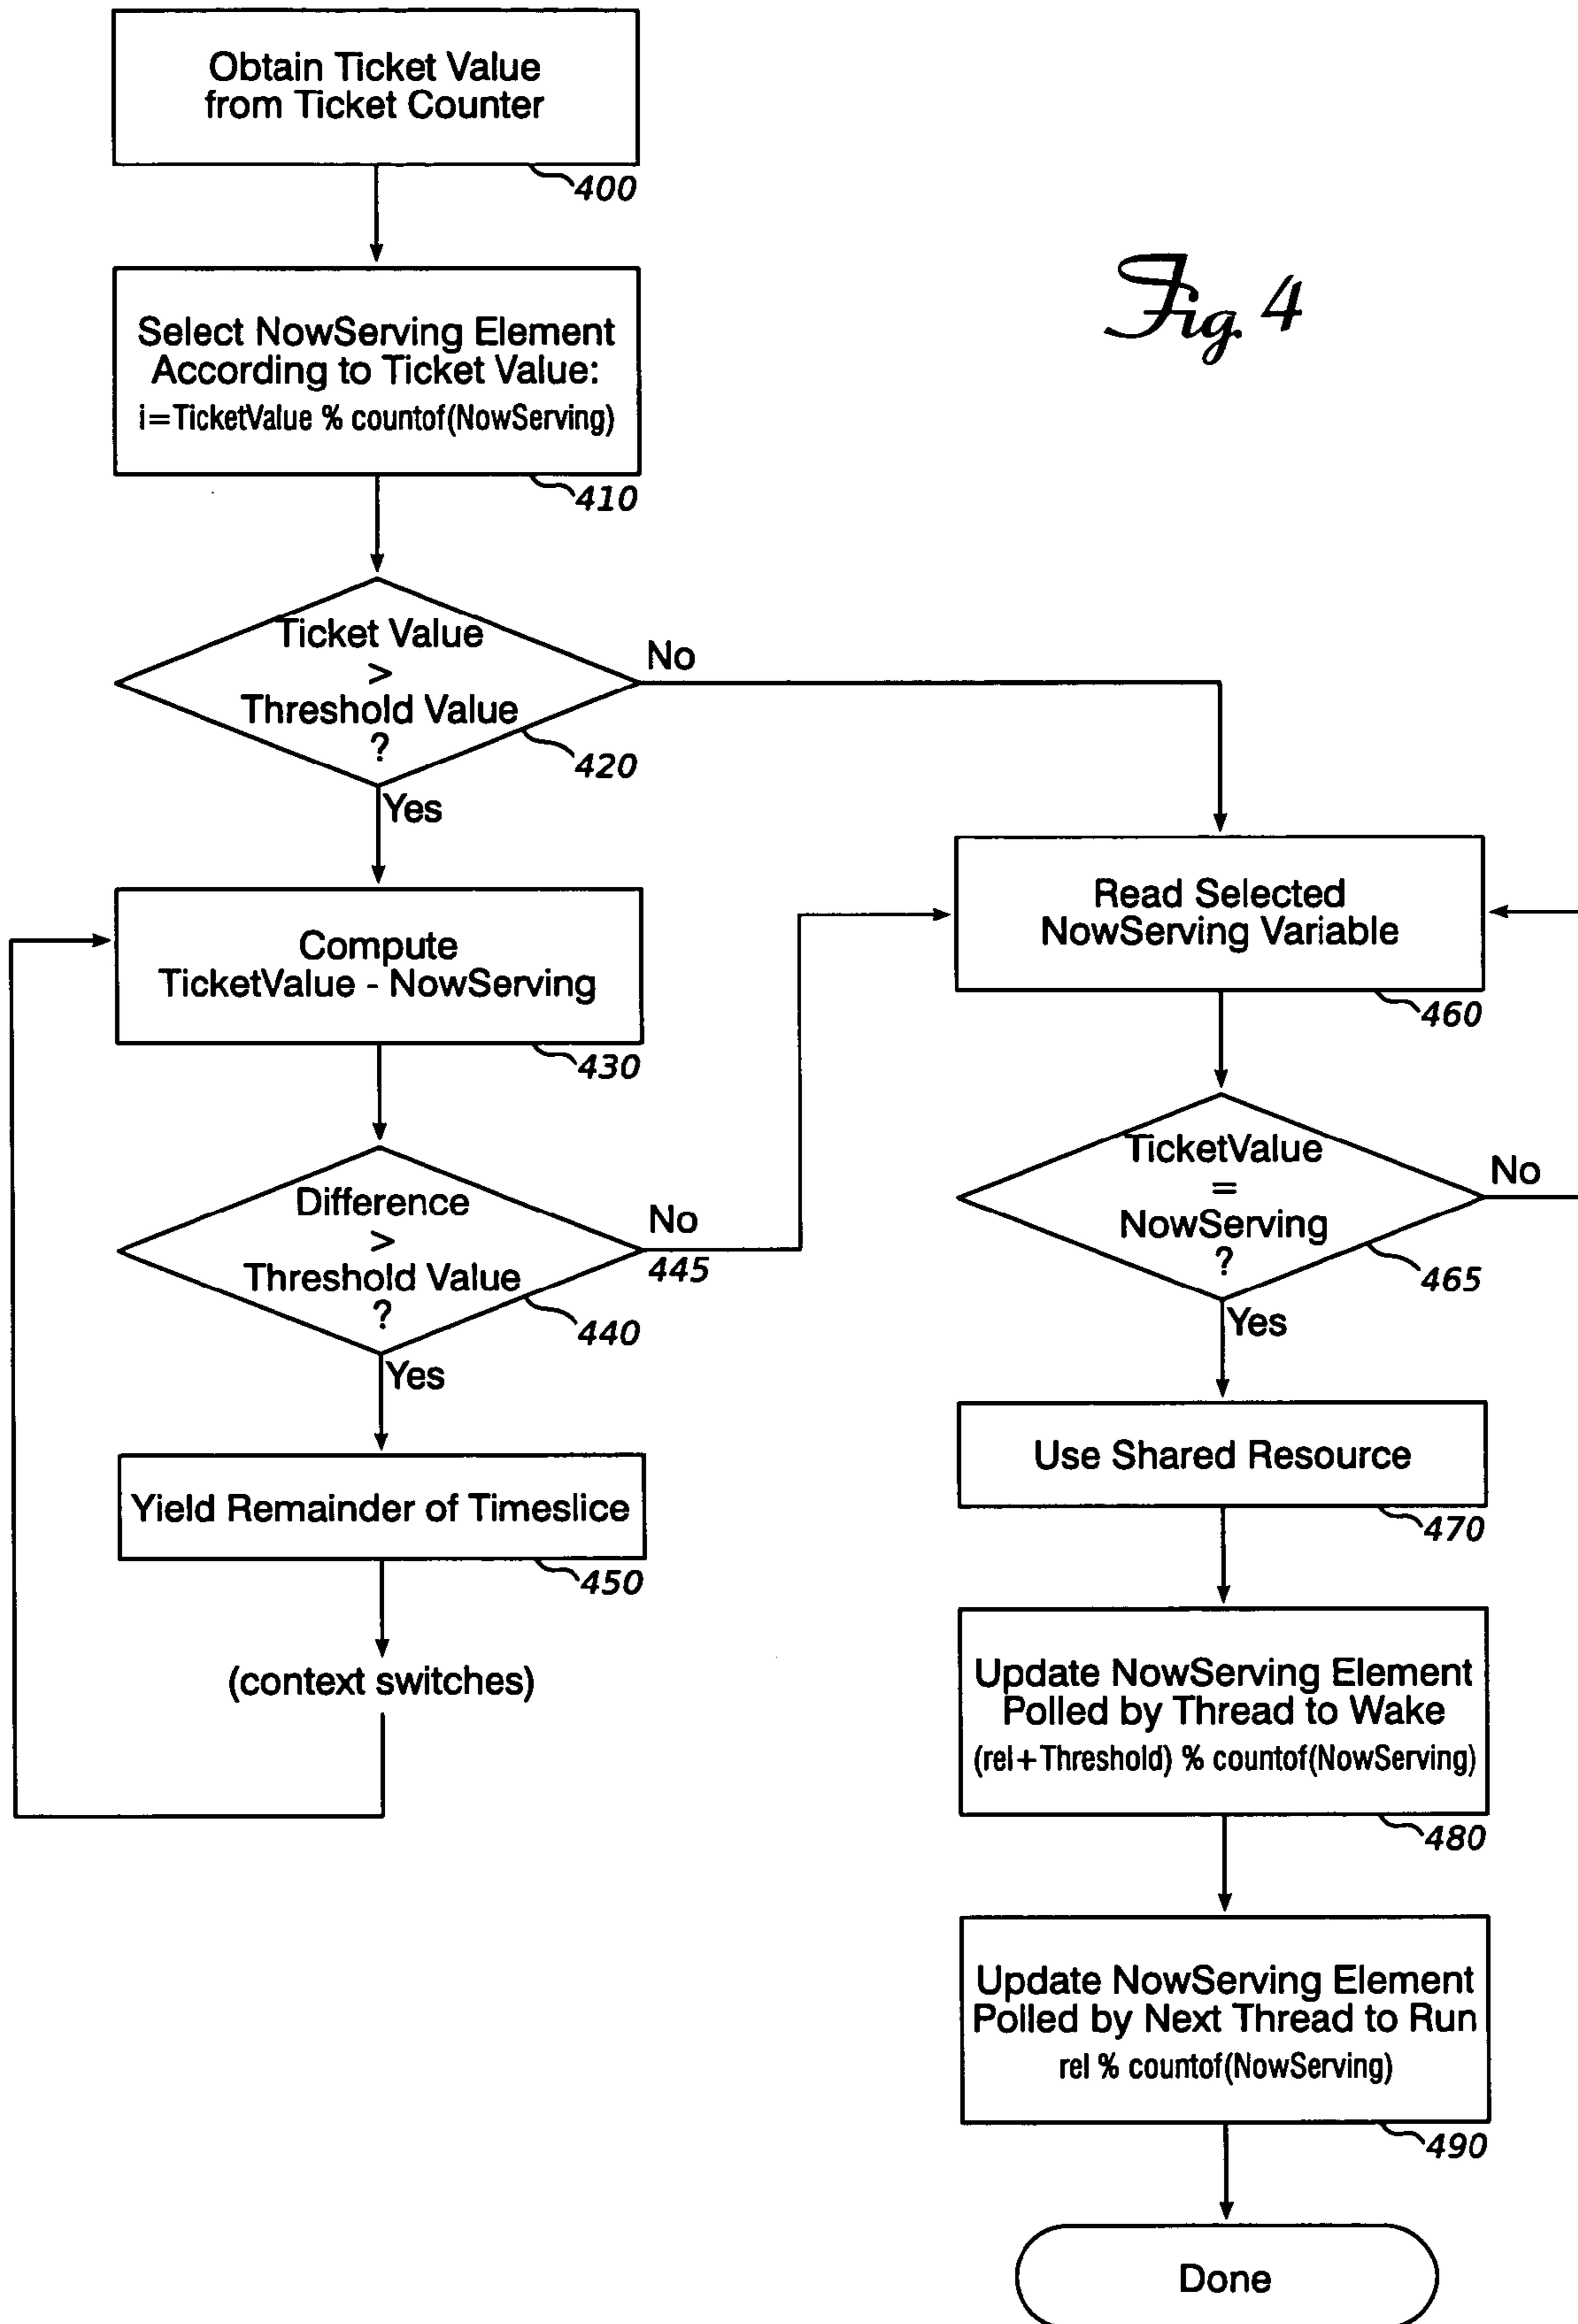 Obtain Ticket Value
from Ticket Counter
400
Fig. 4
Select NowServing Element
According to Ticket Value:
i=TicketValue % countof(NowServing)
410
Ticket Value
>
Threshold Value
?
420
No
Yes
Compute
TicketValue - NowServing
430
Difference
>
Threshold Value
?
440
No
445
Yes
Yield Remainder of Timeslice
450
(context switches)
Read Selected
NowServing Variable
460
TicketValue
=
NowServing
?
465
No
Yes
Use Shared Resource
470
Update NowServing Element
Polled by Thread to Wake
(rel+Threshold) % countof(NowServing)
480
Update NowServing Element
Polled by Next Thread to Run
rel % countof(NowServing)
490
Done